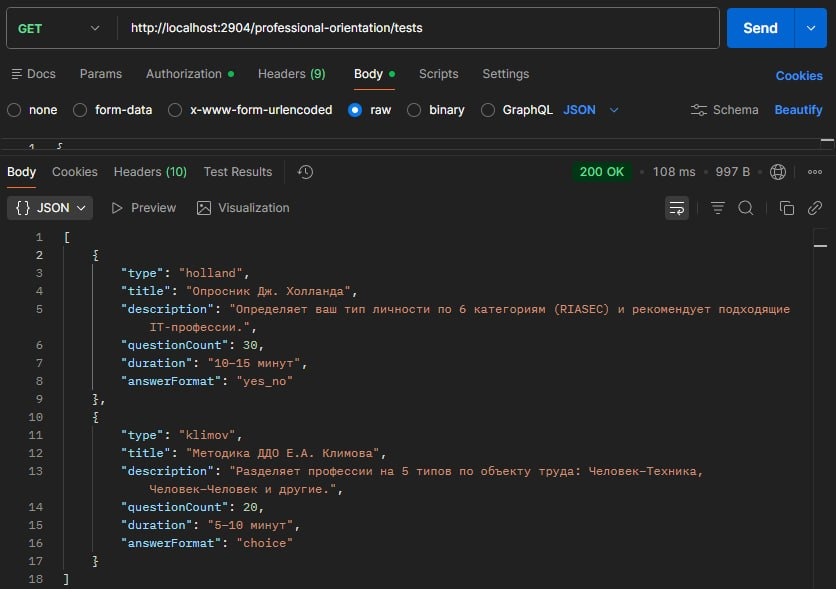 GET http://localhost:2904/professional-orientation/tests Send
Docs Params Authorization Headers (9) Body Scripts Settings Cookies
none form-data x-www-form-urlencoded raw binary GraphQL JSON Schema Beautify
1 {
Body Cookies Headers (10) Test Results 200 OK • 108 ms • 997 B
{} JSON Preview Visualization
1 [
2 {
3 "type": "holland",
4 "title": "Опросник Дж. Холланда",
5 "description": "Определяет ваш тип личности по 6 категориям (RIASEC) и рекомендует подходящие
IT-профессии.",
6 "questionCount": 30,
7 "duration": "10–15 минут",
8 "answerFormat": "yes_no"
9 },
10 {
11 "type": "klimov",
12 "title": "Методика ДДО Е.А. Климова",
13 "description": "Разделяет профессии на 5 типов по объекту труда: Человек–Техника,
Человек–Человек и другие.",
14 "questionCount": 20,
15 "duration": "5–10 минут",
16 "answerFormat": "choice"
17 }
18 ]